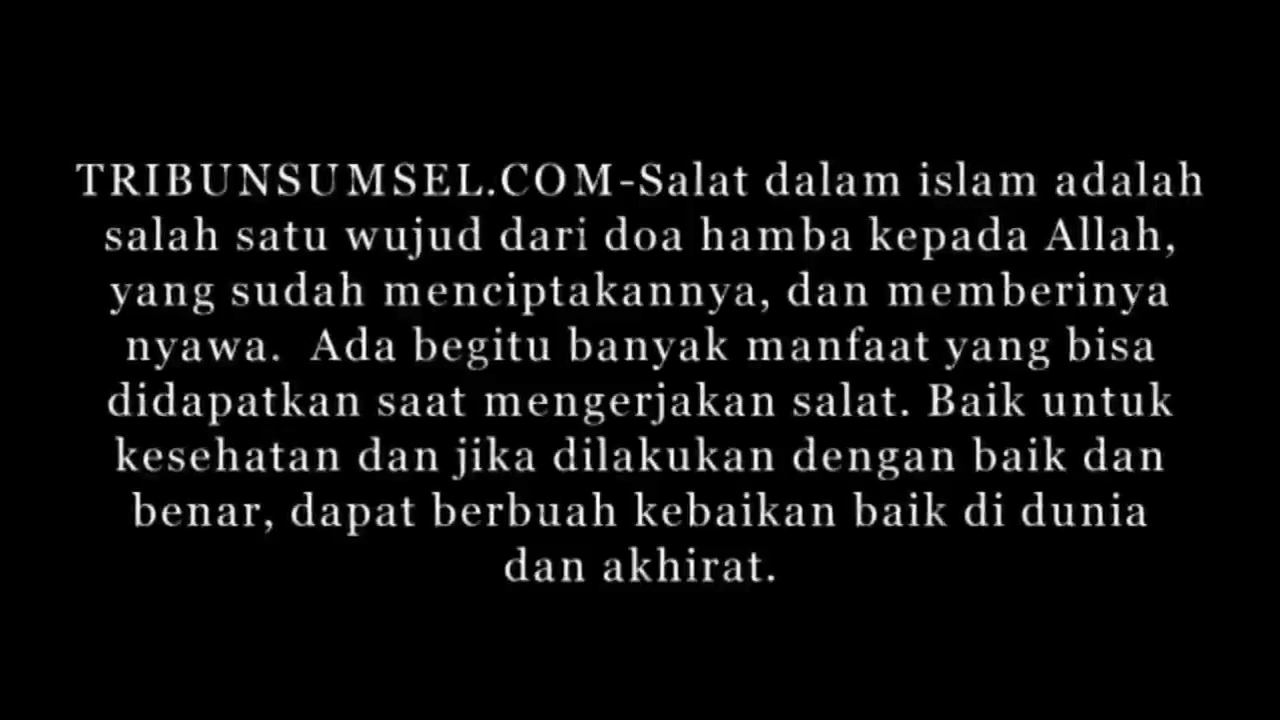 TRIBUNSUMSEL.COM-Salat dalam islam adalah
salah satu wujud dari doa hamba kepada Allah,
yang sudah menciptakannya, dan memberinya
nyawa.  Ada begitu banyak manfaat yang bisa
didapatkan saat mengerjakan salat. Baik untuk
kesehatan dan jika dilakukan dengan baik dan
benar, dapat berbuah kebaikan baik di dunia
dan akhirat.